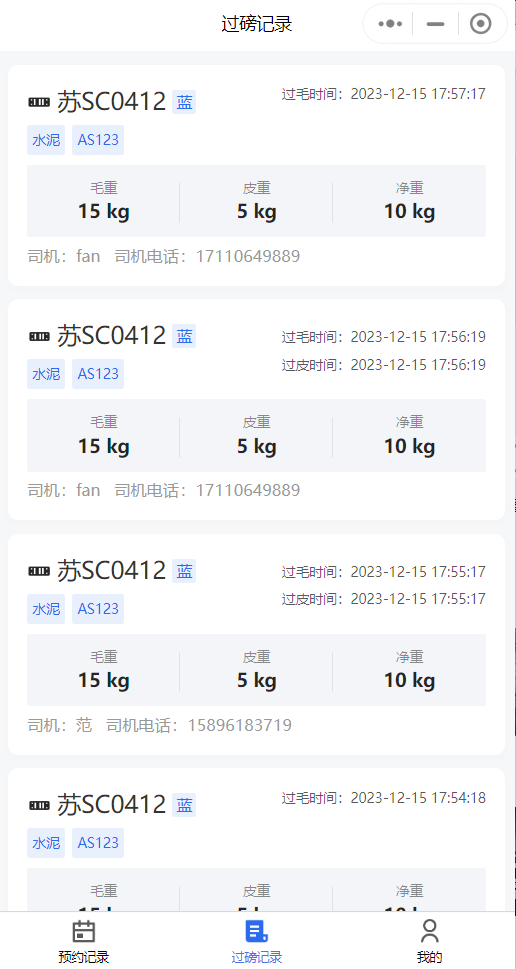 过磅记录
苏SC0412 蓝 过毛时间：2023-12-15 17:57:17
水泥 AS123
毛重 皮重 净重
15 kg 5 kg 10 kg
司机：fan 司机电话：17110649889
苏SC0412 蓝 过毛时间：2023-12-15 17:56:19
水泥 AS123 过皮时间：2023-12-15 17:56:19
毛重 皮重 净重
15 kg 5 kg 10 kg
司机：fan 司机电话：17110649889
苏SC0412 蓝 过毛时间：2023-12-15 17:55:17
水泥 AS123 过皮时间：2023-12-15 17:55:17
毛重 皮重 净重
15 kg 5 kg 10 kg
司机：范 司机电话：15896183719
苏SC0412 蓝 过毛时间：2023-12-15 17:54:18
水泥 AS123
毛重 皮重 净重
预约记录 过磅记录 我的